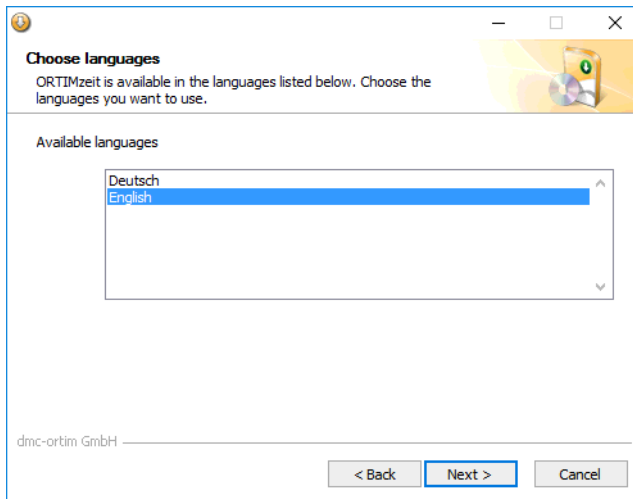 Choose languages
ORTIMzeit is available in the languages listed below. Choose the
languages you want to use.
Available languages
Deutsch
English
dmc-ortim GmbH
< Back
Next >
Cancel